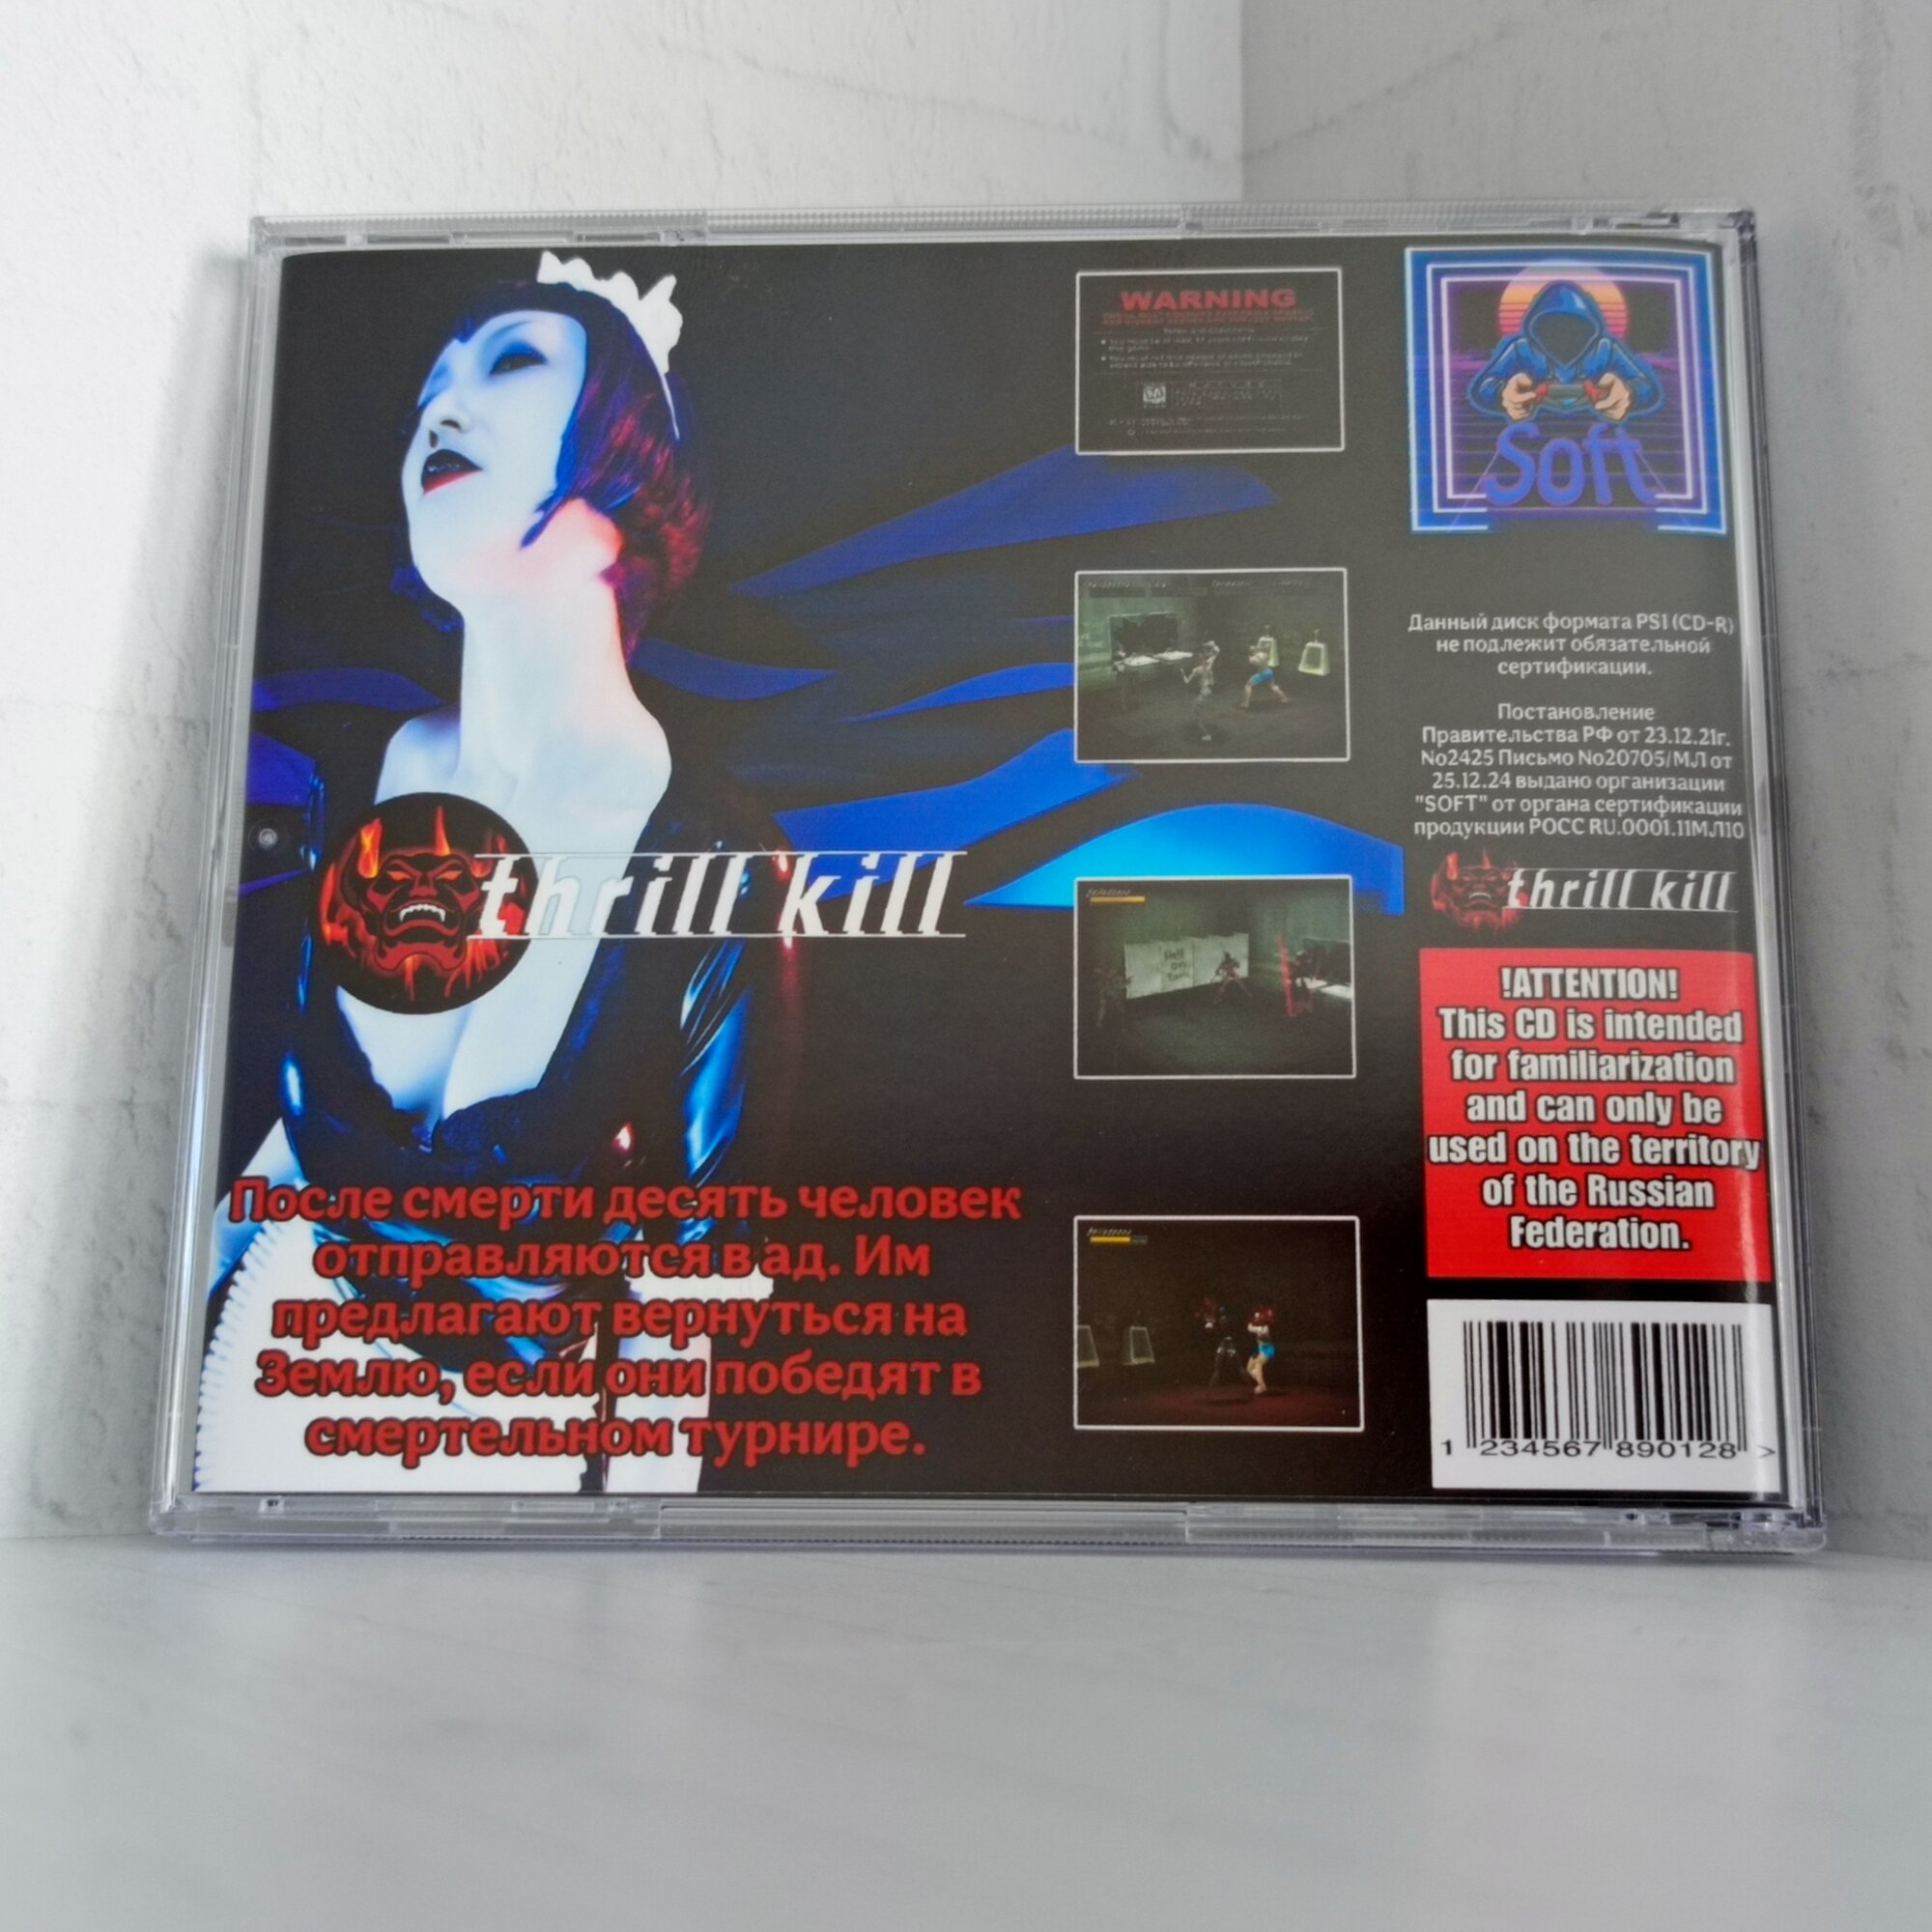 WARNING
Soft
Данный диск формата PS1 (CD-R)
не подлежит обязательной
сертификации.
Постановление
Правительства РФ от 23.12.21г.
No2425 Письмо No20705/МЛ от
25.12.24 выдано организации
"SOFT" от органа сертификации
продукции РОСС RU.0001.11МЛ10
thrill kill
thrill kill
!ATTENTION!
This CD is intended
for familiarization
and can only be
used on the territory
of the Russian
Federation.
После смерти десять человек
отправляются в ад. Им
предлагают вернуться на
Землю, если они победят в
смертельном турнире.
1 234567 890128 >